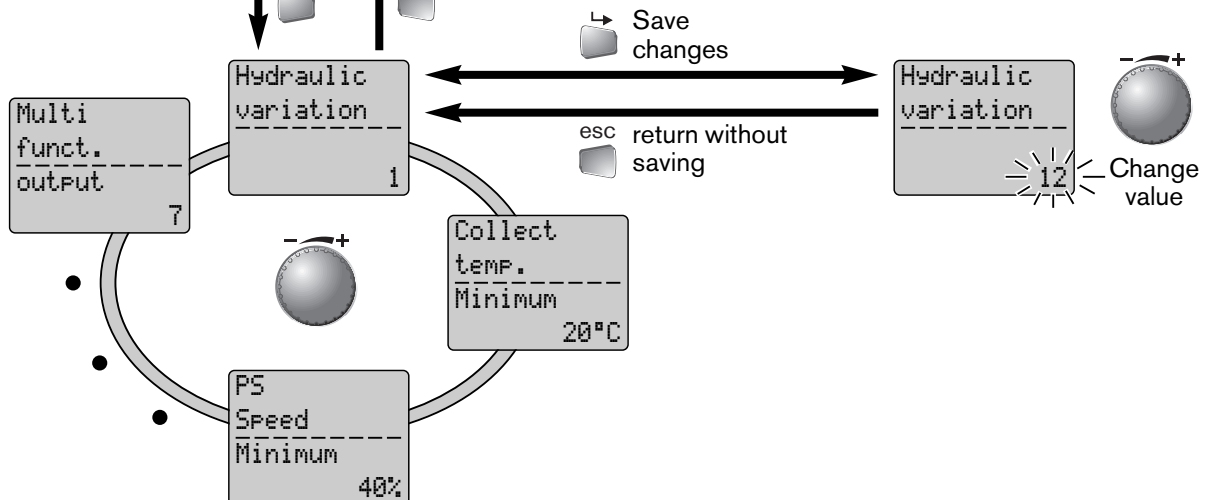 Save
changes
Hydraulic
variation
1
esc return without
saving
Hydraulic
variation
12
- +
Change
value
Multi
funct.
output
7
- +
Collect
temp.
Minimum
20°C
PS
Speed
Minimum
40%